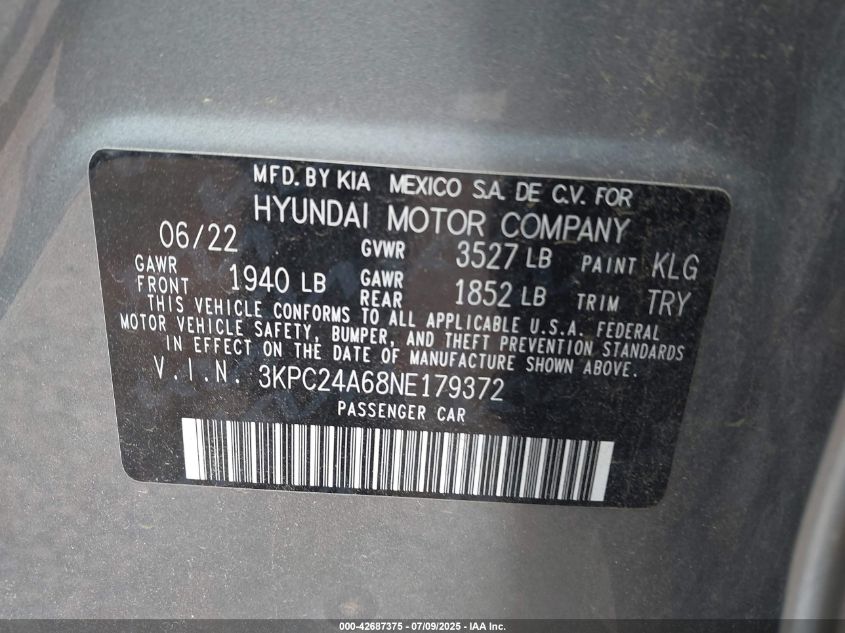 MFD. BY KIA MEXICO S.A. DE C.V. FOR
HYUNDAI MOTOR COMPANY
06/22 GVWR 3527 LB PAINT KLG
GAWR FRONT 1940 LB GAWR REAR 1852 LB TRIM TRY
THIS VEHICLE CONFORMS TO ALL APPLICABLE U.S.A. FEDERAL
MOTOR VEHICLE SAFETY, BUMPER, AND THEFT PREVENTION STANDARDS
IN EFFECT ON THE DATE OF MANUFACTURE SHOWN ABOVE.
V.I.N. 3KPC24A68NE179372
PASSENGER CAR
000-42687375 - 07/09/2025 - IAA Inc.